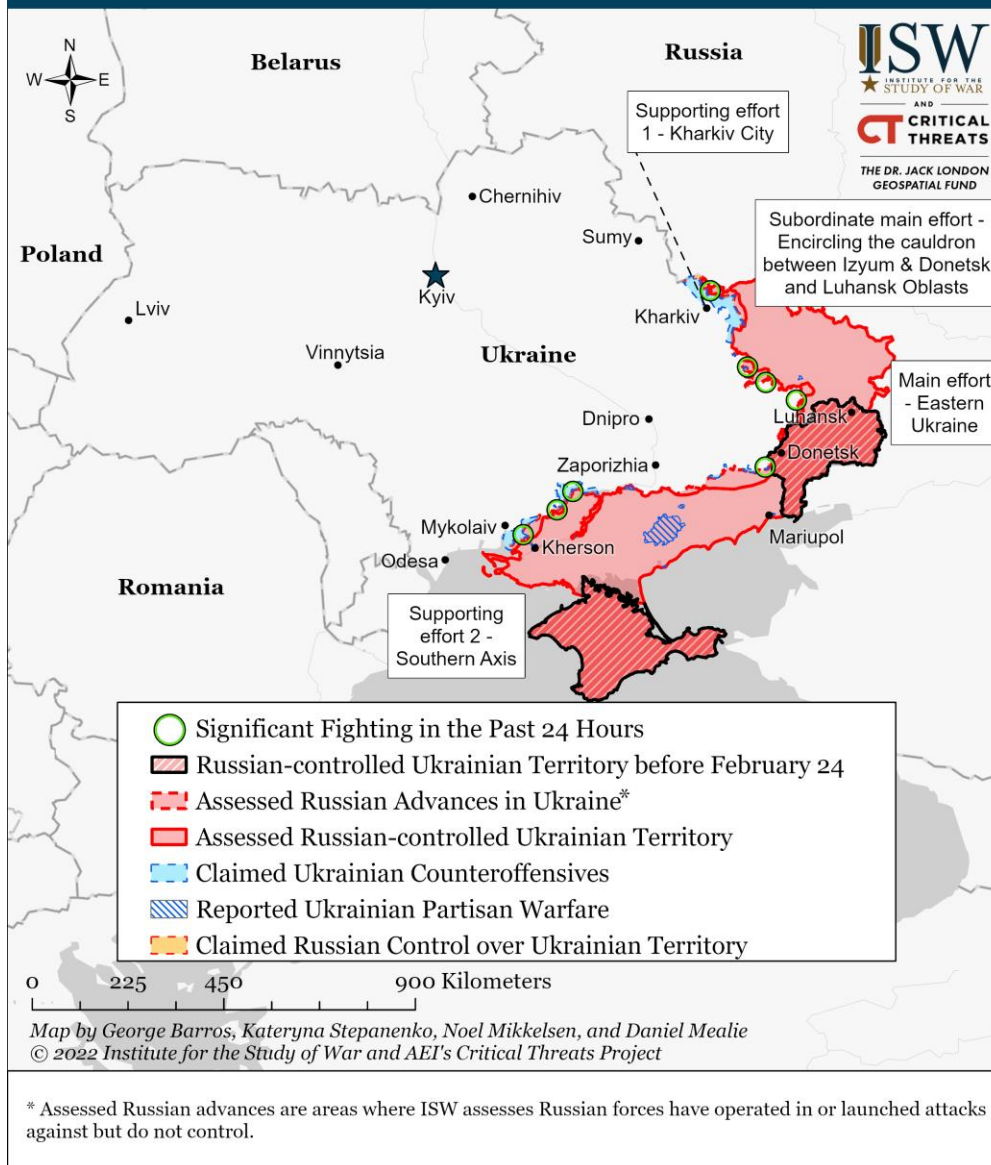 N
W E
S
Belarus
Russia
ISW
INSTITUTE FOR THE
STUDY OF WAR
AND
CT CRITICAL
THREATS
THE DR. JACK LONDON
GEOSPATIAL FUND
Supporting effort
1 - Kharkiv City
Chernihiv
Subordinate main effort -
Encircling the cauldron
between Izyum & Donetsk
and Luhansk Oblasts
Sumy
Poland
Kyiv
Lviv
Kharkiv
Vinnytsia
Ukraine
Main effort
- Eastern
Ukraine
Dnipro
Luhansk
Donetsk
Zaporizhia
Mykolaiv
Mariupol
Kherson
Odesa
Romania
Supporting
effort 2 -
Southern Axis
Significant Fighting in the Past 24 Hours
Russian-controlled Ukrainian Territory before February 24
Assessed Russian Advances in Ukraine*
Assessed Russian-controlled Ukrainian Territory
Claimed Ukrainian Counteroffensives
Reported Ukrainian Partisan Warfare
Claimed Russian Control over Ukrainian Territory
0 225 450 900 Kilometers
Map by George Barros, Kateryna Stepanenko, Noel Mikkelsen, and Daniel Mealie
© 2022 Institute for the Study of War and AEI's Critical Threats Project
* Assessed Russian advances are areas where ISW assesses Russian forces have operated in or launched attacks
against but do not control.